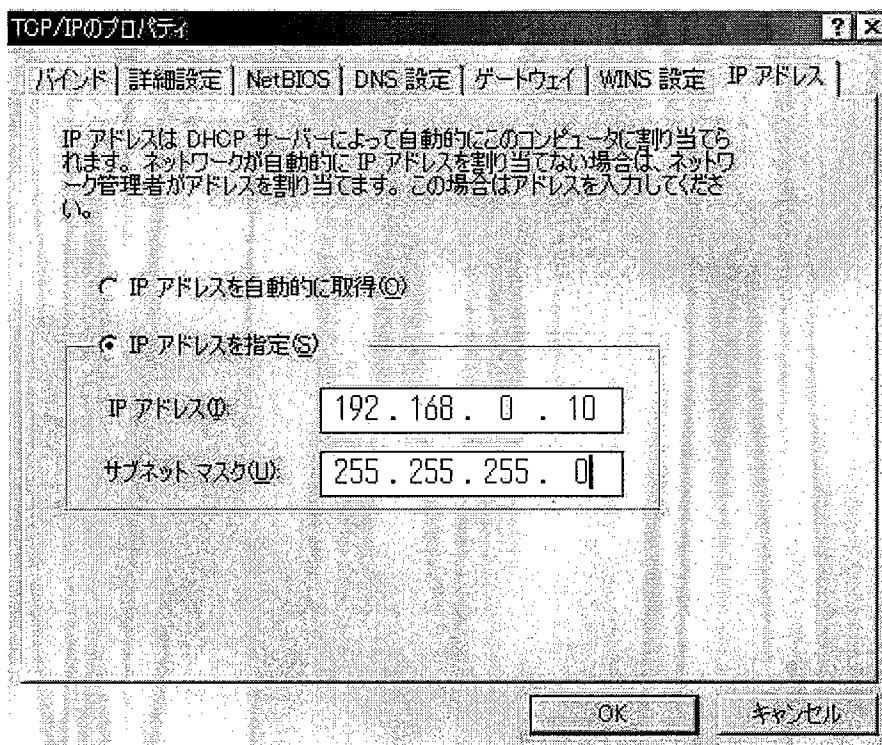 TCP/IPのプロパティ ? ×
バインド 詳細設定 NetBIOS DNS 設定 ゲートウェイ WINS 設定 IP アドレス
IP アドレスは DHCP サーバーによって自動的にこのコンピュータに割り当てら
れます。ネットワークが自動的に IP アドレスを割り当てない場合は、ネットワ
ーク管理者がアドレスを割り当てます。この場合はアドレスを入力してくださ
い。
IP アドレスを自動的に取得(O)
IP アドレスを指定(S)
IP アドレス(I): 192 . 168 . 0 . 10
サブネット マスク(U): 255 . 255 . 255 . 0
OK キャンセル